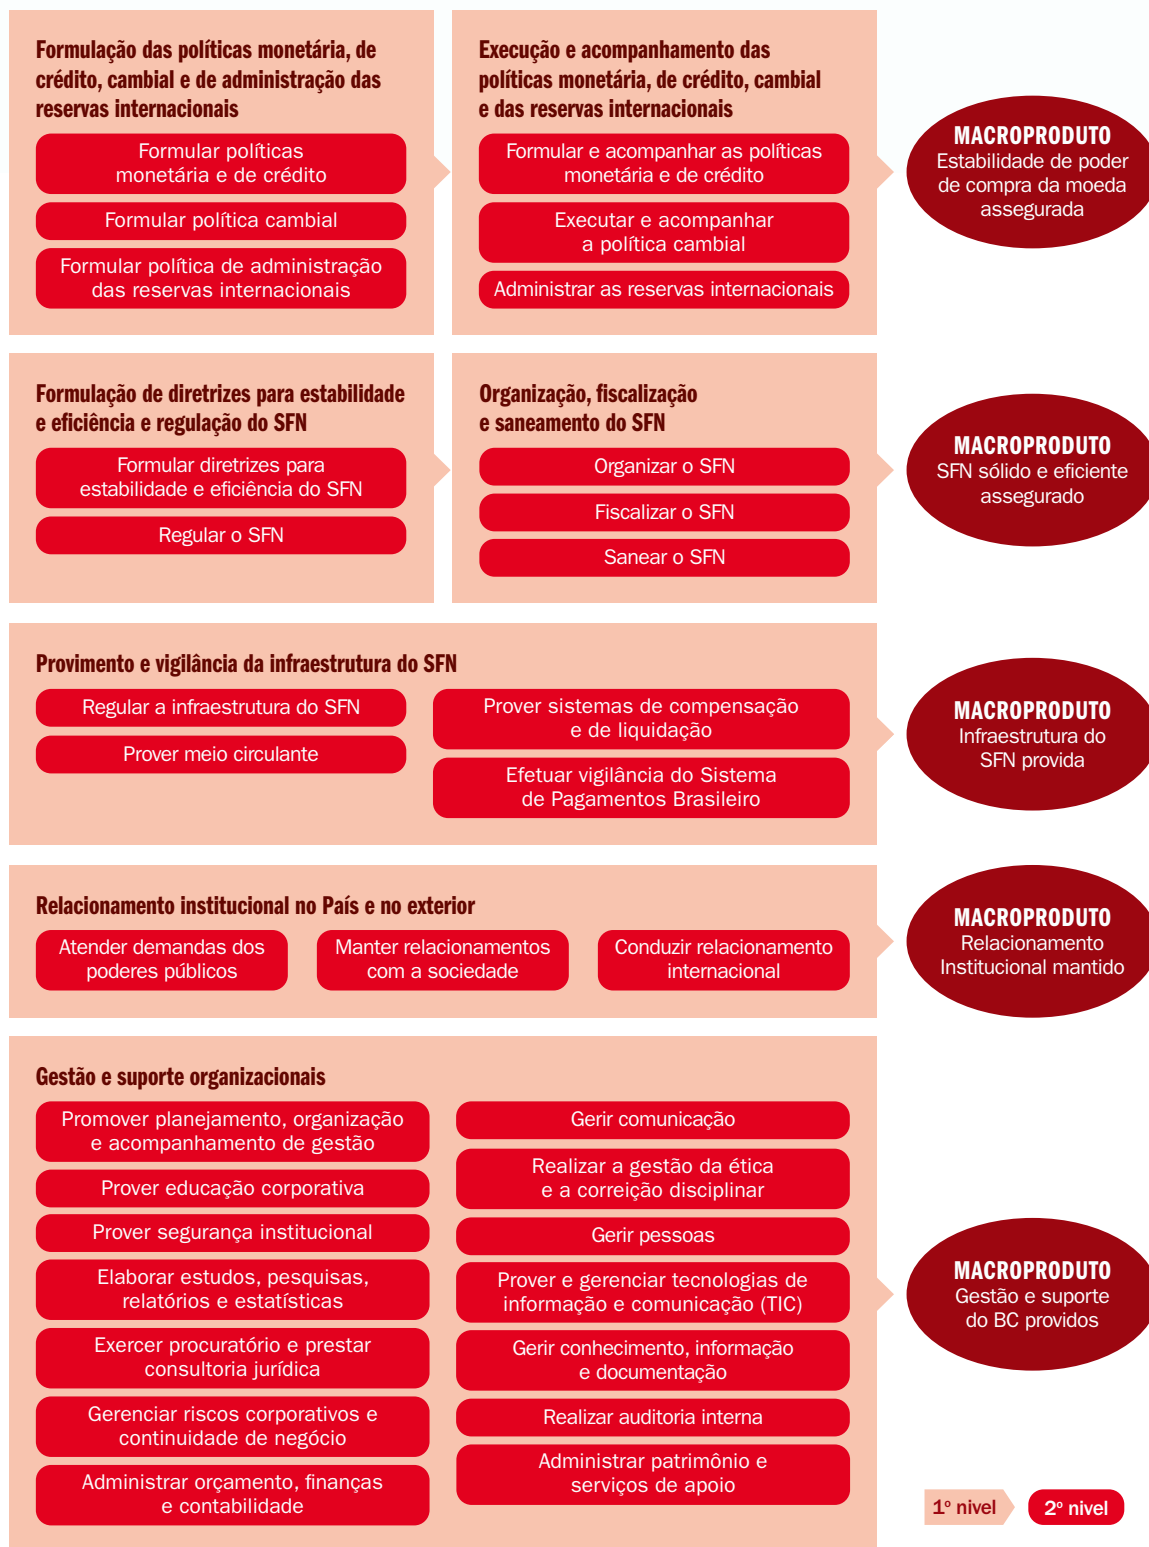 Formulação das políticas monetária, de
crédito, cambial e de administração das
reservas internacionais
Formular políticas
monetária e de crédito
Formular política cambial
Formular política de administração
das reservas internacionais
Execução e acompanhamento das
políticas monetária, de crédito, cambial
e das reservas internacionais
Formular e acompanhar as políticas
monetária e de crédito
Executar e acompanhar
a política cambial
Administrar as reservas internacionais
MACROPRODUTO
Estabilidade de poder
de compra da moeda
assegurada
Formulação de diretrizes para estabilidade
e eficiência e regulação do SFN
Formular diretrizes para
estabilidade e eficiência do SFN
Regular o SFN
Organização, fiscalização
e saneamento do SFN
Organizar o SFN
Fiscalizar o SFN
Sanear o SFN
MACROPRODUTO
SFN sólido e eficiente
assegurado
Provimento e vigilância da infraestrutura do SFN
Regular a infraestrutura do SFN
Prover meio circulante
Prover sistemas de compensação
e de liquidação
Efetuar vigilância do Sistema
de Pagamentos Brasileiro
MACROPRODUTO
Infraestrutura do
SFN provida
Relacionamento institucional no País e no exterior
Atender demandas dos
poderes públicos
Manter relacionamentos
com a sociedade
Conduzir relacionamento
internacional
MACROPRODUTO
Relacionamento
Institucional mantido
Gestão e suporte organizacionais
Promover planejamento, organização
e acompanhamento de gestão
Prover educação corporativa
Prover segurança institucional
Elaborar estudos, pesquisas,
relatórios e estatísticas
Exercer procuratório e prestar
consultoria jurídica
Gerenciar riscos corporativos e
continuidade de negócio
Administrar orçamento, finanças
e contabilidade
Gerir comunicação
Realizar a gestão da ética
e a correição disciplinar
Gerir pessoas
Prover e gerenciar tecnologias de
informação e comunicação (TIC)
Gerir conhecimento, informação
e documentação
Realizar auditoria interna
Administrar patrimônio e
serviços de apoio
MACROPRODUTO
Gestão e suporte
do BC providos
1º nivel
2º nivel